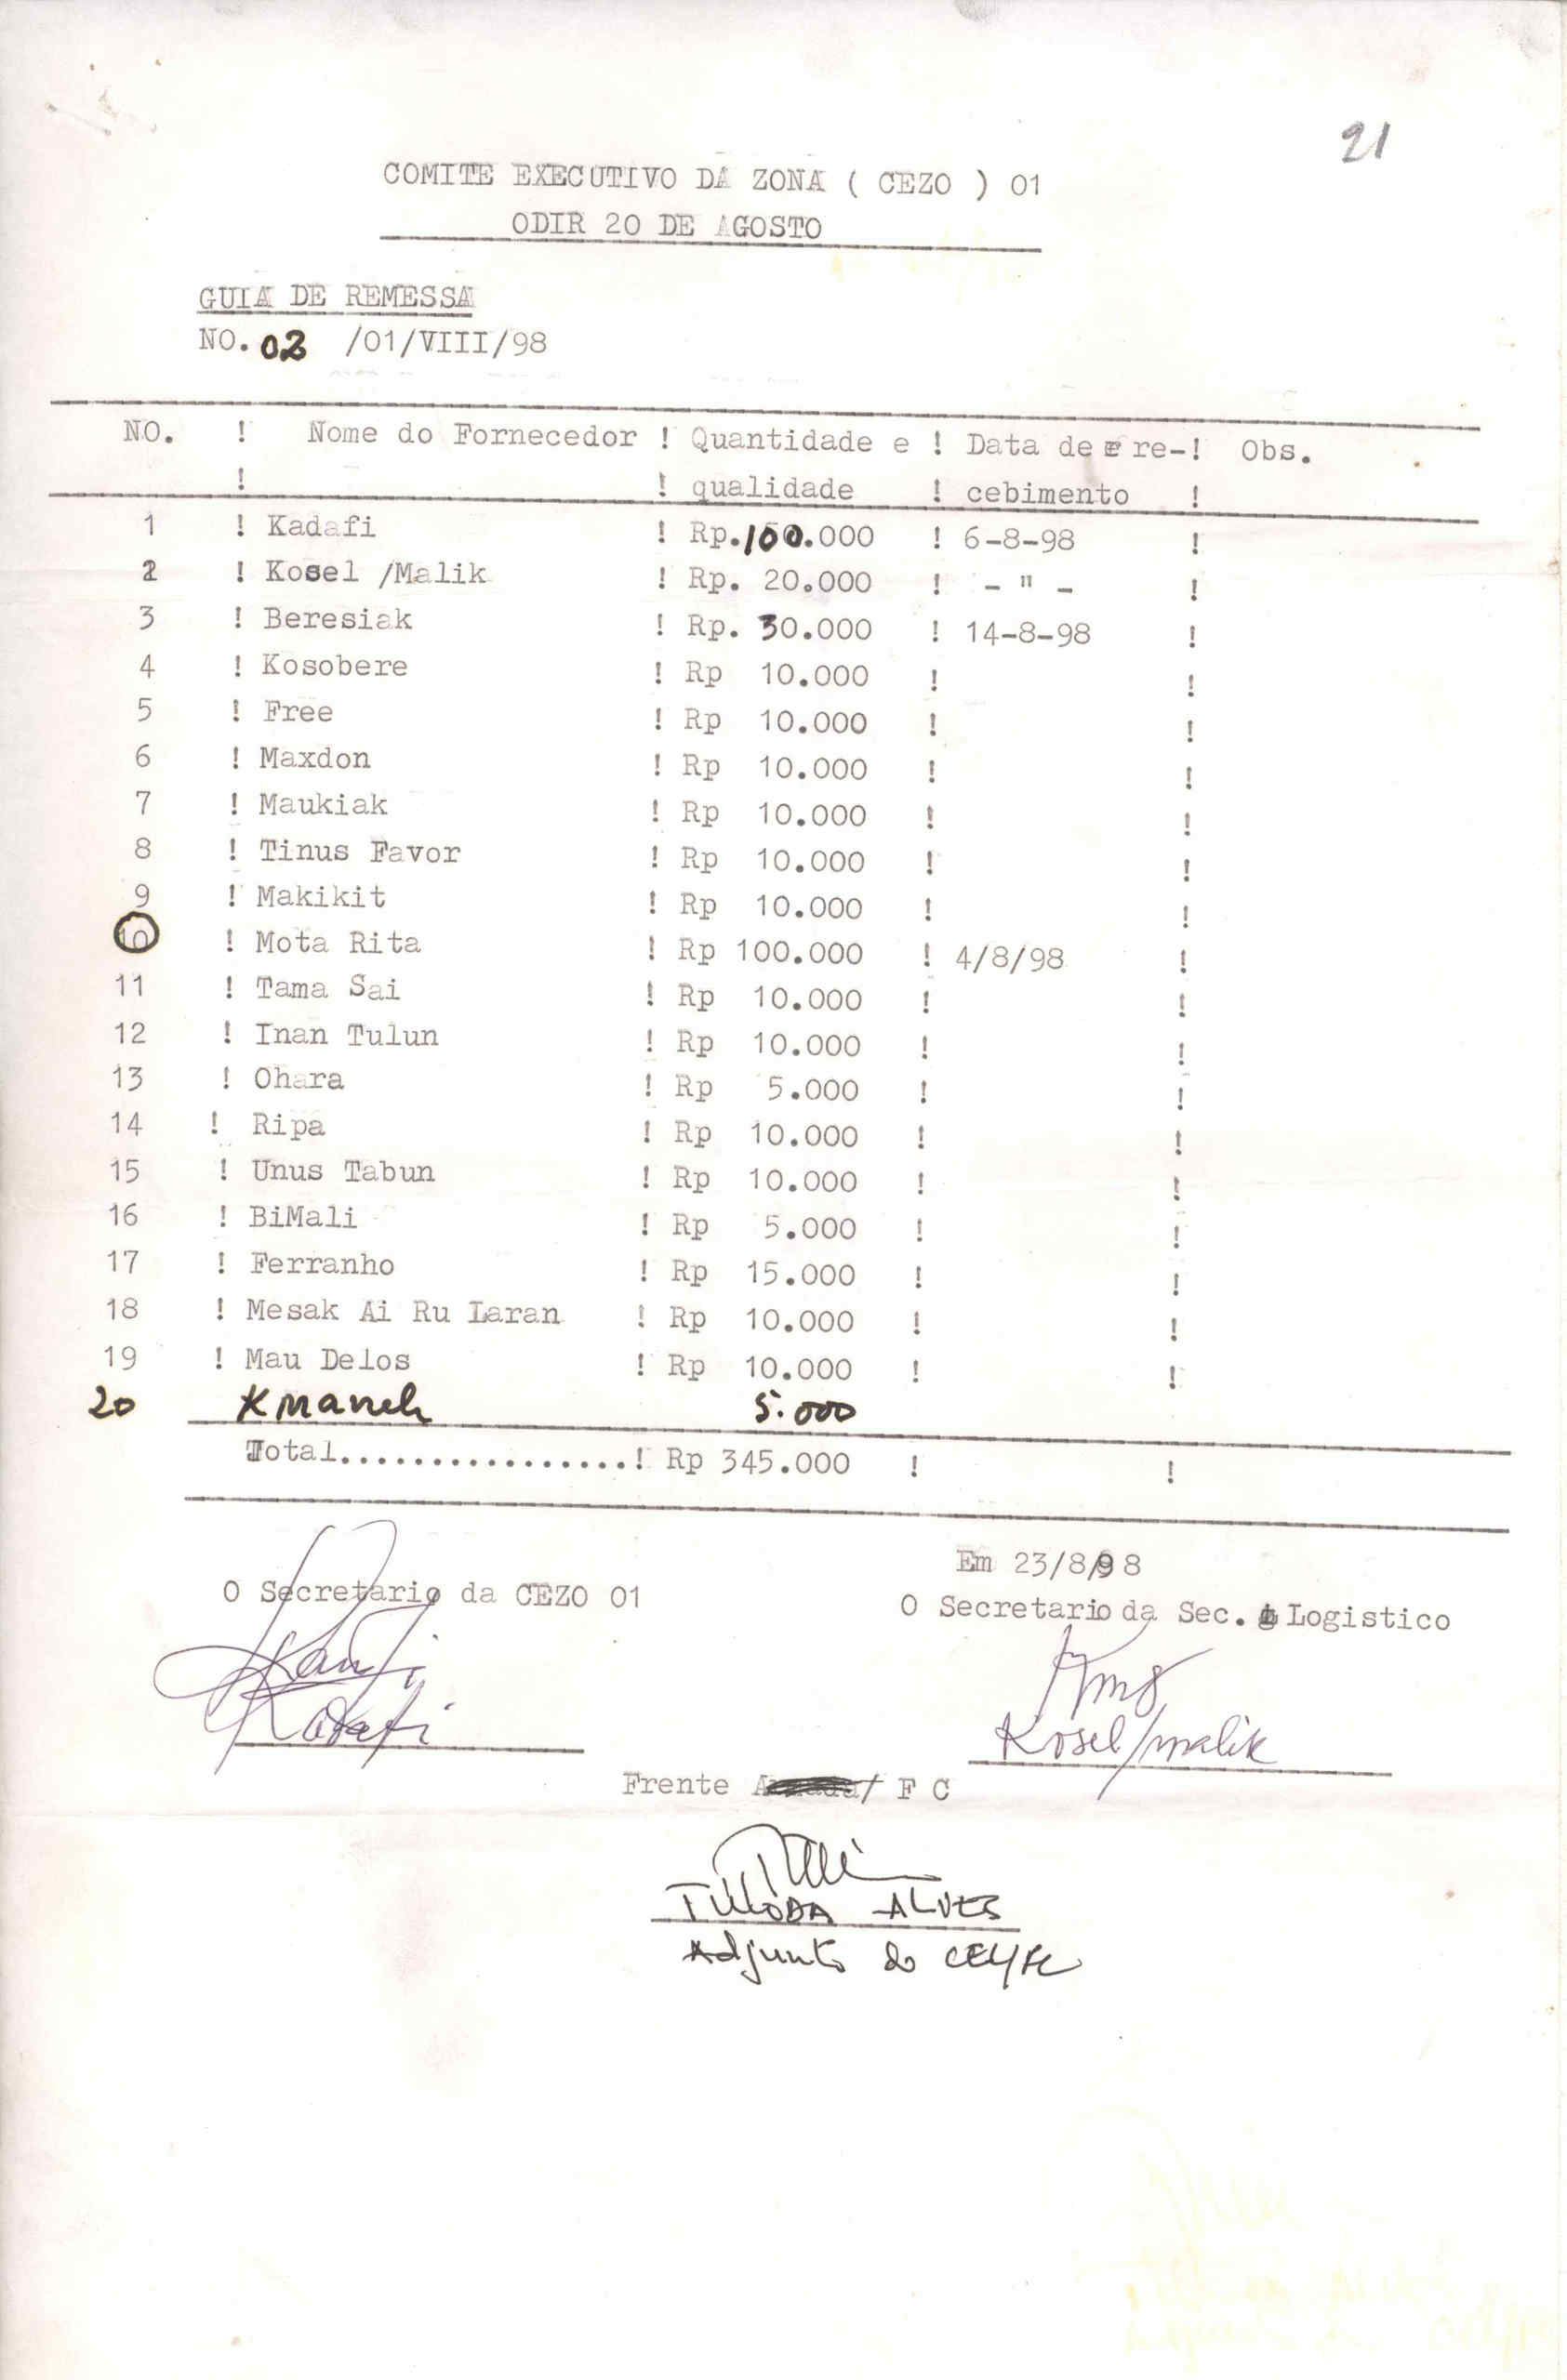 21
COMITE EXECUTIVO DA ZONA ( CEZO ) 01
ODIR 20 DE AGOSTO
GUIA DE REMESSA
NO. 02 /01/VIII/98
NO. ! Nome do Fornecedor ! Quantidade e ! Data de re-! Obs.
! ! qualidade ! cebimento !
1 ! Kadafi ! Rp.100.000 ! 6-8-98 !
2 ! Kosel /Malik ! Rp. 20.000 ! - " - !
3 ! Beresiak ! Rp. 30.000 ! 14-8-98 !
4 ! Kosobere ! Rp 10.000 ! !
5 ! Free ! Rp 10.000 ! !
6 ! Maxdon ! Rp 10.000 ! !
7 ! Maukiak ! Rp 10.000 ! !
8 ! Tinus Favor ! Rp 10.000 ! !
9 ! Makikit ! Rp 10.000 ! !
10 ! Mota Rita ! Rp 100.000 ! 4/8/98 !
11 ! Tama Sai ! Rp 10.000 ! !
12 ! Inan Tulun ! Rp 10.000 ! !
13 ! Ohara ! Rp 5.000 ! !
14 ! Ripa ! Rp 10.000 ! !
15 ! Unus Tabun ! Rp 10.000 ! !
16 ! BiMali ! Rp 5.000 ! !
17 ! Ferranho ! Rp 15.000 ! !
18 ! Mesak Ai Ru Laran ! Rp 10.000 ! !
19 ! Mau Delos ! Rp 10.000 ! !
20 Kmanek 5.000
Total................! Rp 345.000 ! !
Em 23/8/98
O Secretario da CEZO 01
O Secretario da Sec. Logistico
Kadafi
Kosel/malik
Frente / F C
ALVES
Adjunto do